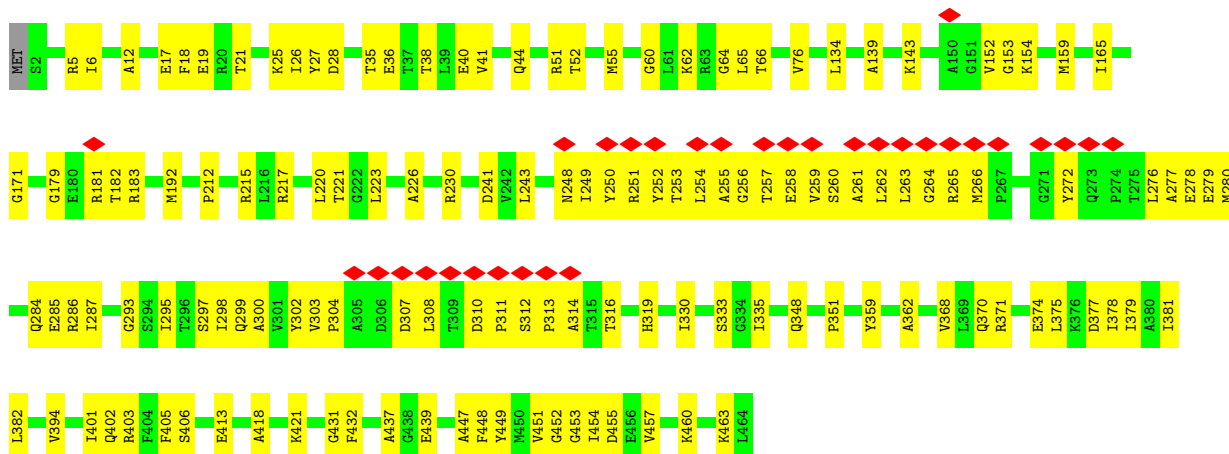 MET S2 R5 I6 A12 E17 F18 E19 R20 T21 K25 I26 Y27 D28 T35 E36 T37 T38 L39 E40 V41 Q44 R51 T52 M55 G60 L61 K62 R63 G64 L65 T66 V76 L134 A139 K143 A150 G151 V152 G153 K154 M159 I165
G171 G179 E180 R181 T182 R183 M192 P212 R215 L216 R217 L220 T221 G222 L223 A226 R230 D241 V242 L243 N248 I249 Y250 R251 Y252 T253 L254 A255 G256 T257 E258 V259 S260 A261 L262 L263 G264 R265 M266 P267 G271 Y272 Q273 P274 T275 L276 A277 E278 E279 M280
Q284 E285 R286 I287 G293 S294 I295 T296 S297 I298 Q299 A300 V301 Y302 V303 P304 A305 D306 D307 L308 T309 D310 P311 S312 P313 A314 T315 T316 H319 I330 S333 G334 I335 Q348 P351 Y359 A362 V368 L369 Q370 R371 E374 L375 K376 D377 I378 I379 A380 I381
L382 V394 I401 Q402 R403 F404 F405 S406 E413 A418 K421 G431 F432 A437 G438 E439 A447 F448 Y449 M450 V451 G452 G453 I454 D455 E456 V457 K460 K463 L464